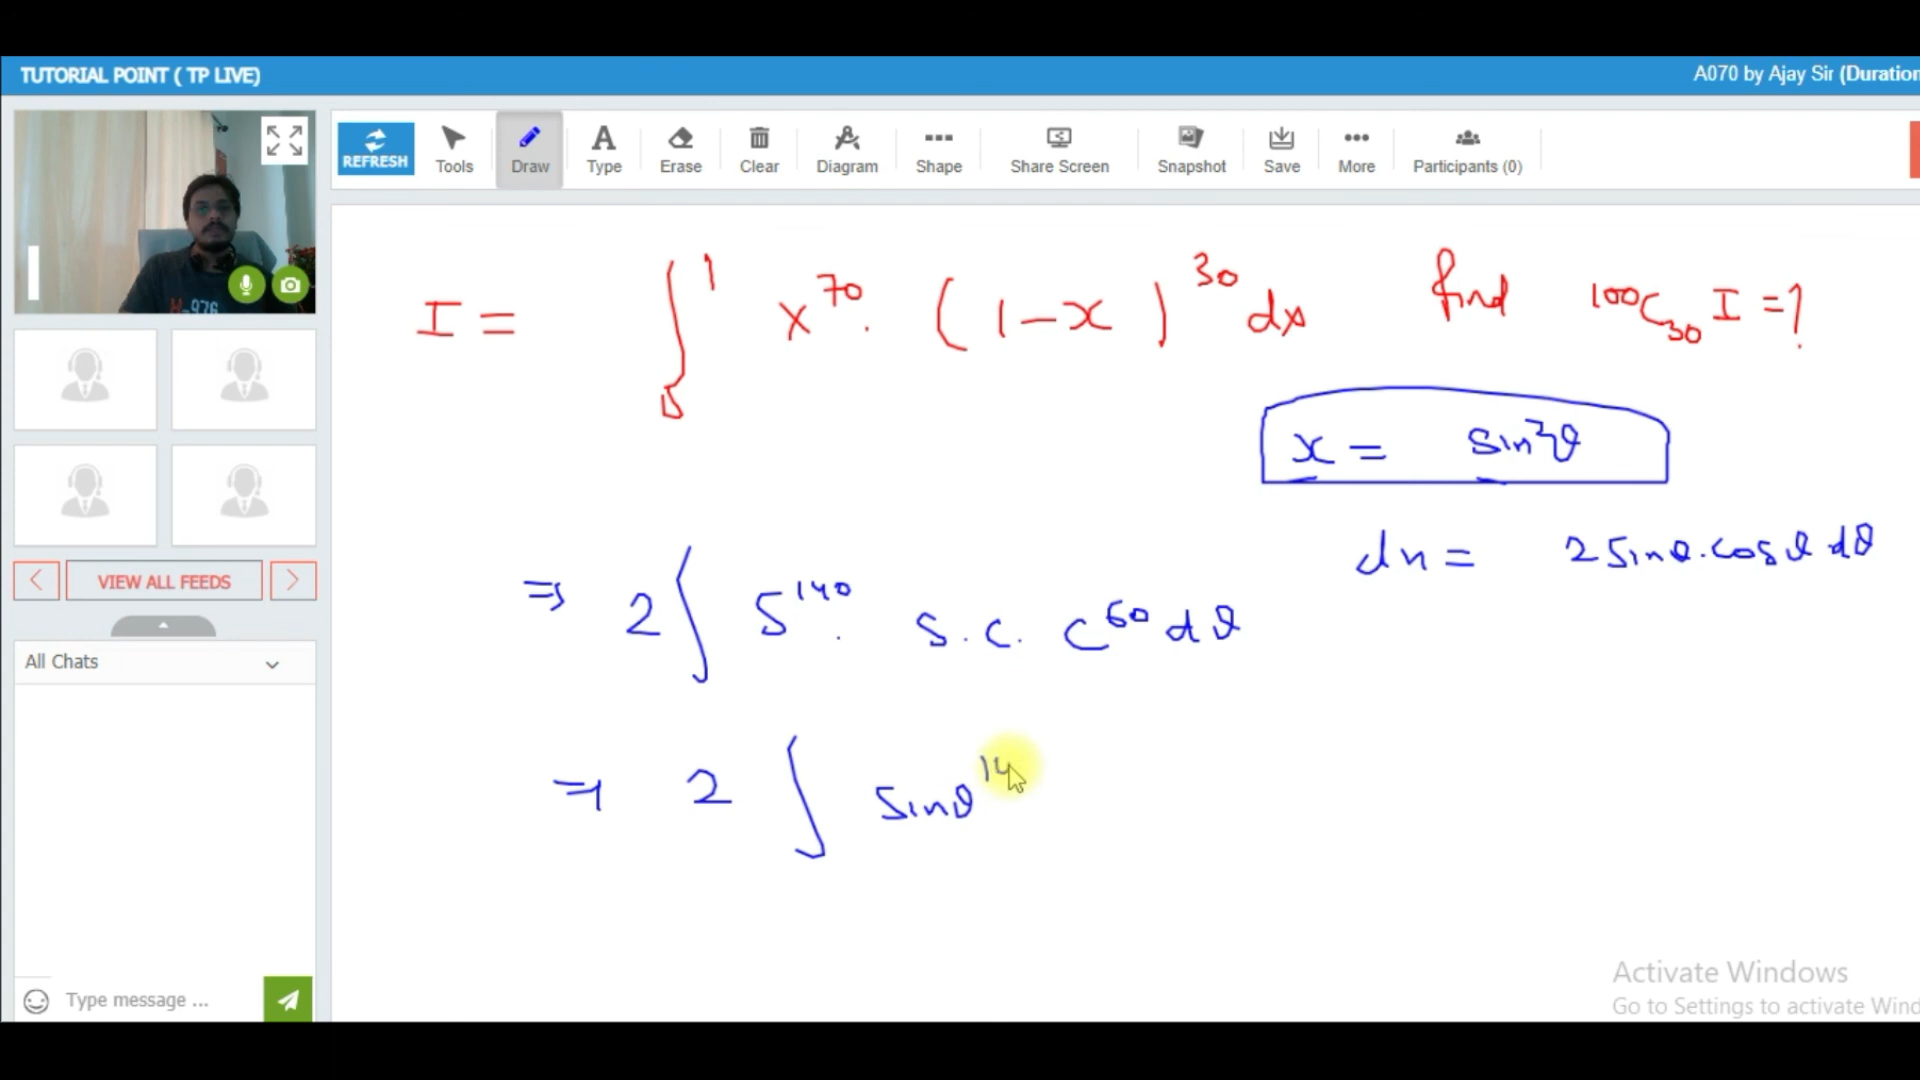 TUTORIAL POINT ( TP LIVE)
A070 by Ajay Sir (Duration
REFRESH
Tools
Draw
Type
Erase
Clear
Diagram
Shape
Share Screen
Snapshot
Save
More
Participants (0)
I = ∫₀¹ x⁷⁰. (1-x)³⁰ dx find ¹⁰⁰C₃₀ I = ?
x = sin²θ
dx = 2 sinθ.cosθ dθ
⇒ 2∫ S¹⁴⁰. S.C. C⁶⁰ dθ
⇒ 2 ∫ sinθ¹⁴
VIEW ALL FEEDS
All Chats
Type message ...
Activate Windows
Go to Settings to activate Wind